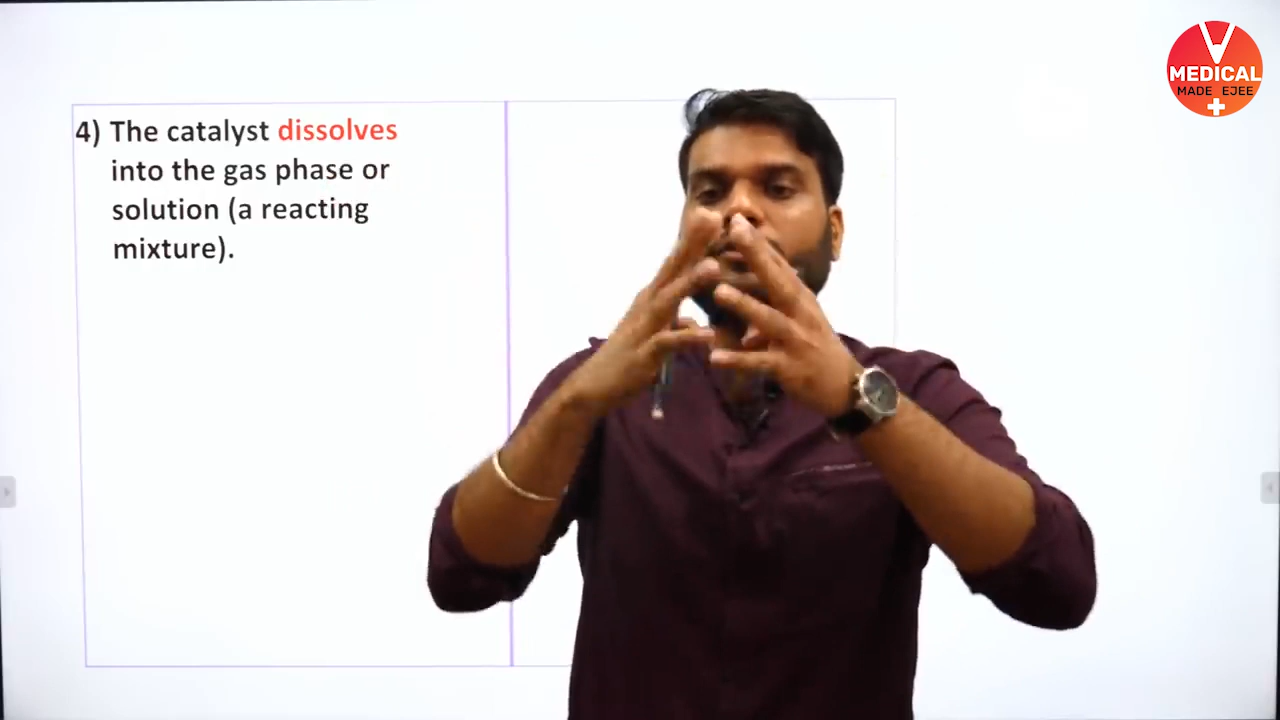 4) The catalyst dissolves
into the gas phase or
solution (a reacting
mixture).
MEDICAL
MADE EJEE